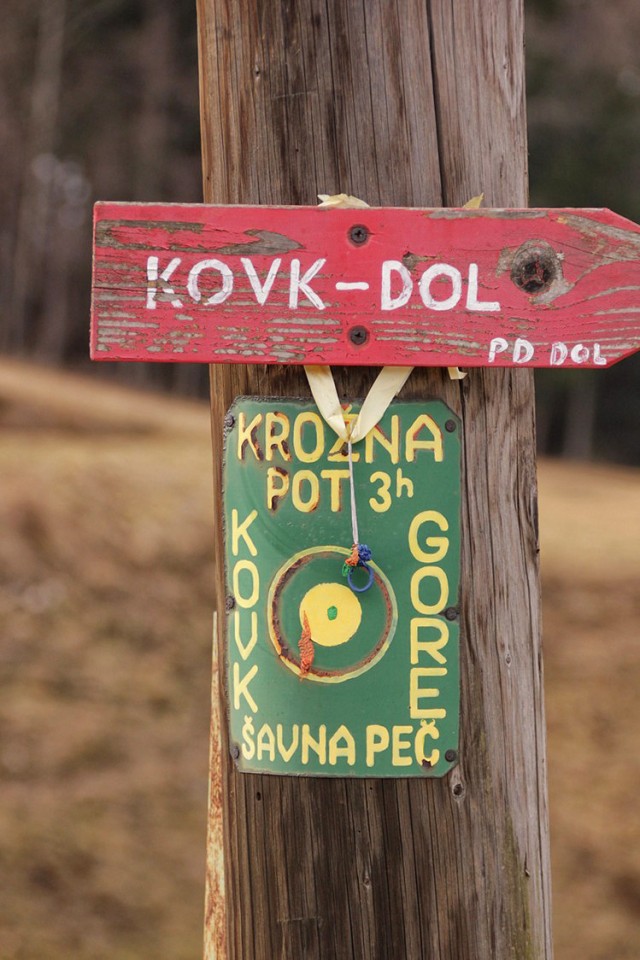 KOVK-DOL
PD DOL
KROŽNA
POT 3h
KOVK
GORE
ŠAVNA PEČ